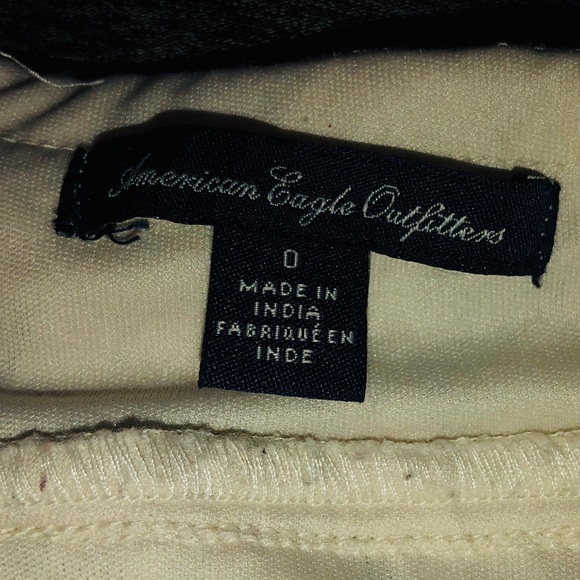 American Eagle Outfitters
0
MADE IN
INDIA
FABRIQUÉ EN
INDE